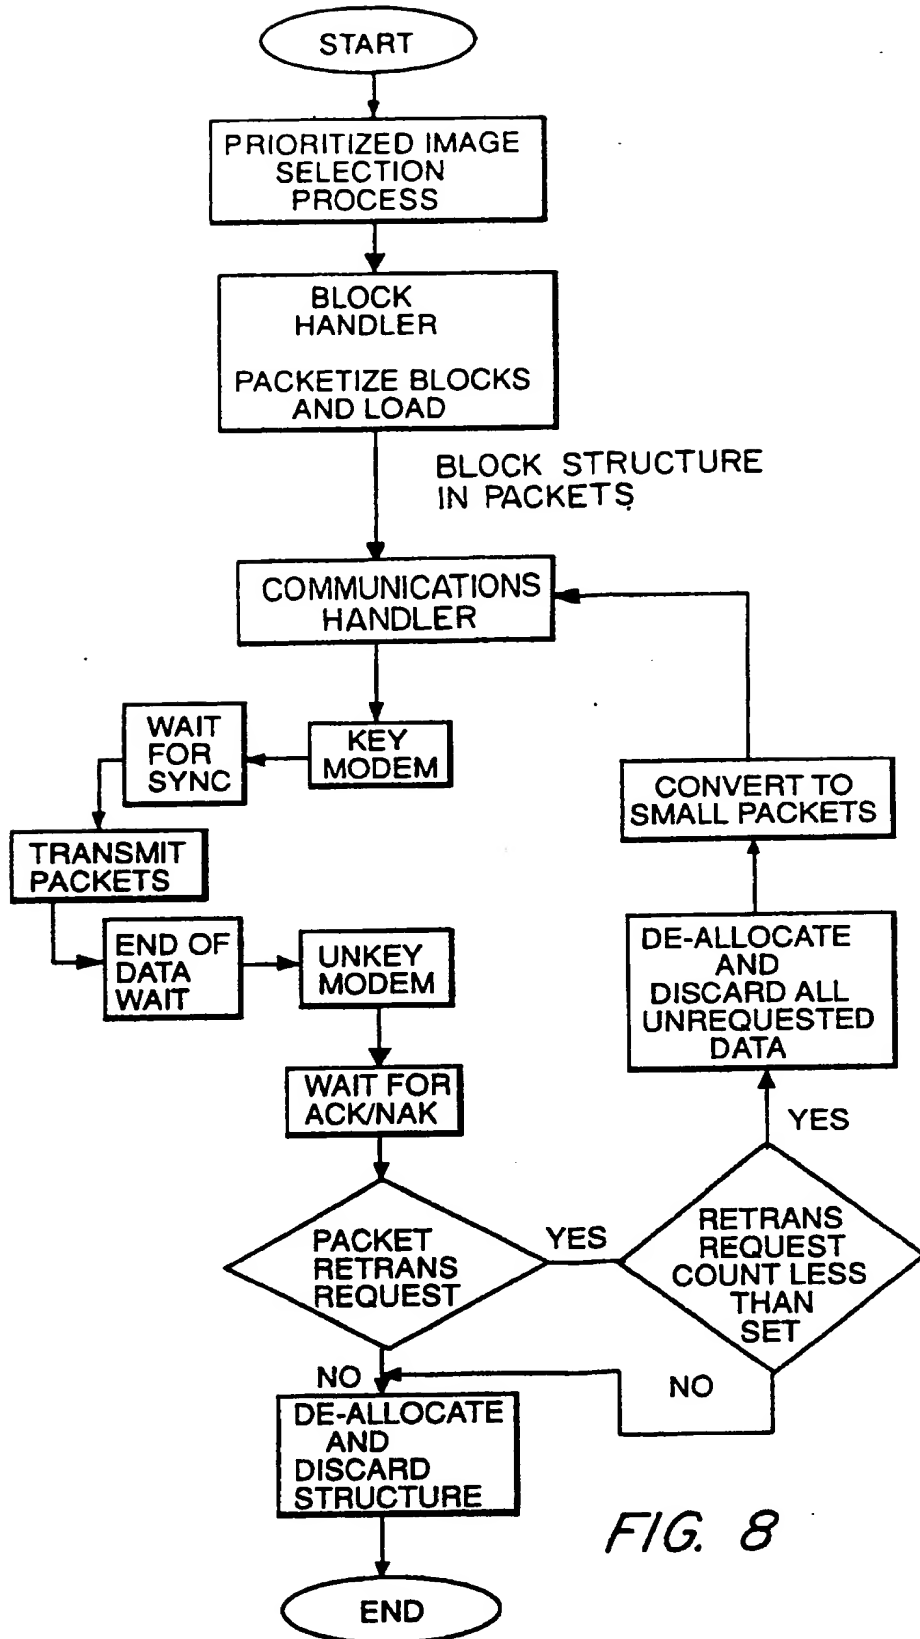 START
PRIORITIZED IMAGE
SELECTION
PROCESS
BLOCK
HANDLER
PACKETIZE BLOCKS
AND LOAD
BLOCK STRUCTURE
IN PACKETS
COMMUNICATIONS
HANDLER
KEY
MODEM
WAIT
FOR
SYNC
TRANSMIT
PACKETS
END OF
DATA
WAIT
UNKEY
MODEM
WAIT FOR
ACK/NAK
PACKET
RETRANS
REQUEST
YES
RETRANS
REQUEST
COUNT LESS
THAN
SET
YES
DE-ALLOCATE
AND
DISCARD ALL
UNREQUESTED
DATA
CONVERT TO
SMALL PACKETS
NO
NO
DE-ALLOCATE
AND
DISCARD
STRUCTURE
END
FIG. 8